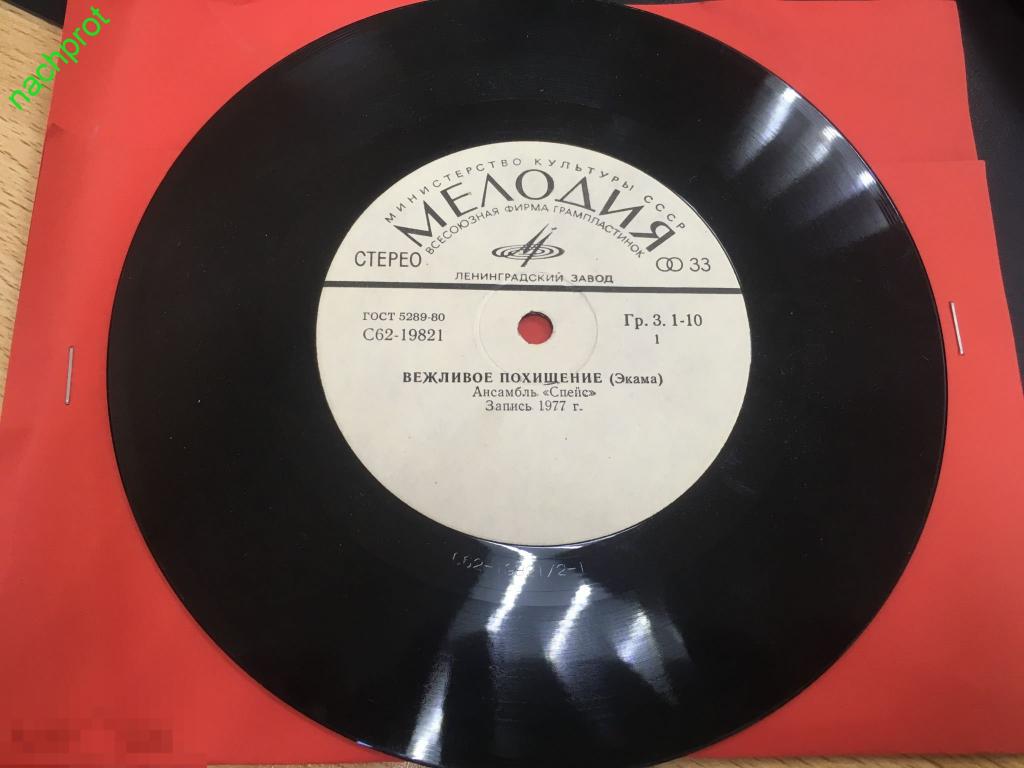 nachprot
МИНИСТЕРСТВО КУЛЬТУРЫ СССР
МЕЛОДИЯ
ВСЕСОЮЗНАЯ ФИРМА ГРАМПЛАСТИНОК
СТЕРЕО
33
ЛЕНИНГРАДСКИЙ ЗАВОД
ГОСТ 5289-80
С62-19821
Гр. 3. 1-10
1
ВЕЖЛИВОЕ ПОХИЩЕНИЕ (Экама)
Ансамбль «Спейс»
Запись 1977 г.